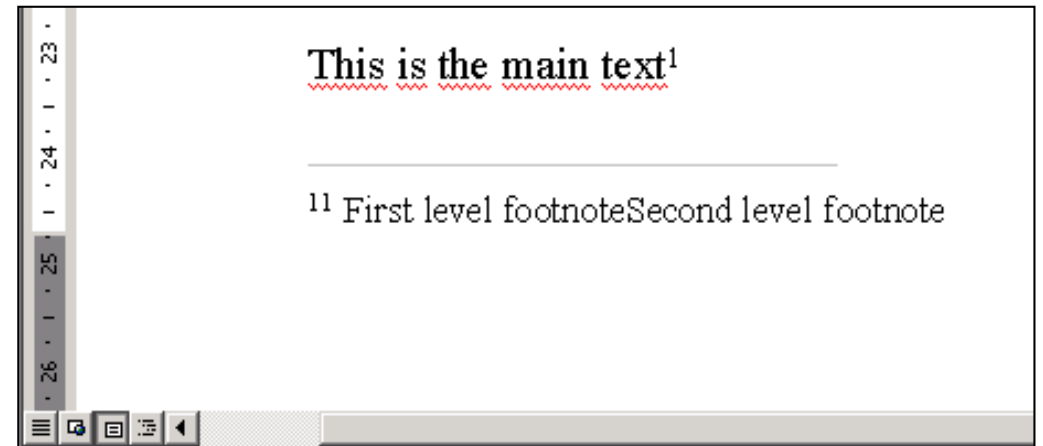 23
24
25
26
This is the main text¹
¹¹ First level footnoteSecond level footnote